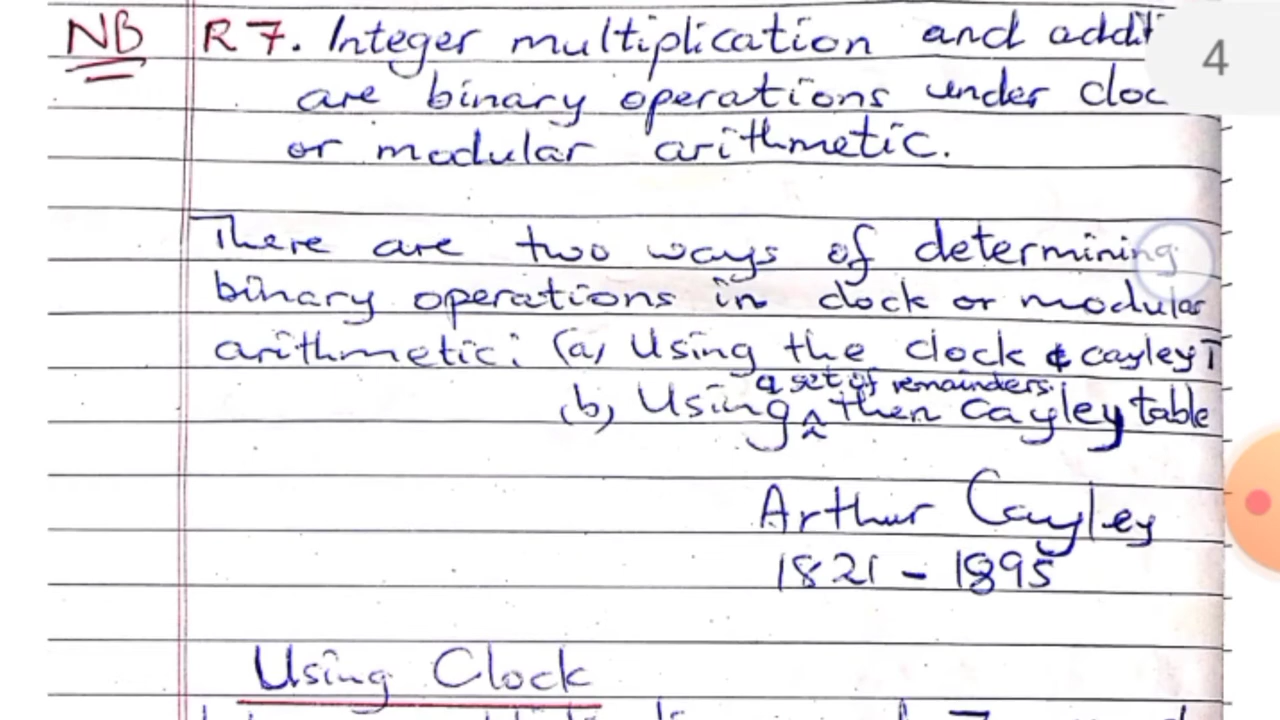 NB R7. Integer multiplication and addit
4
are binary operations under cloc
or modular arithmetic.
There are two ways of determining
binary operations in clock or modular
arithmetic: (a) Using the clock & cayley T
a set of remainders.
(b) Using ^ then Cayley table
Arthur Cayley
1821 - 1895
Using Clock